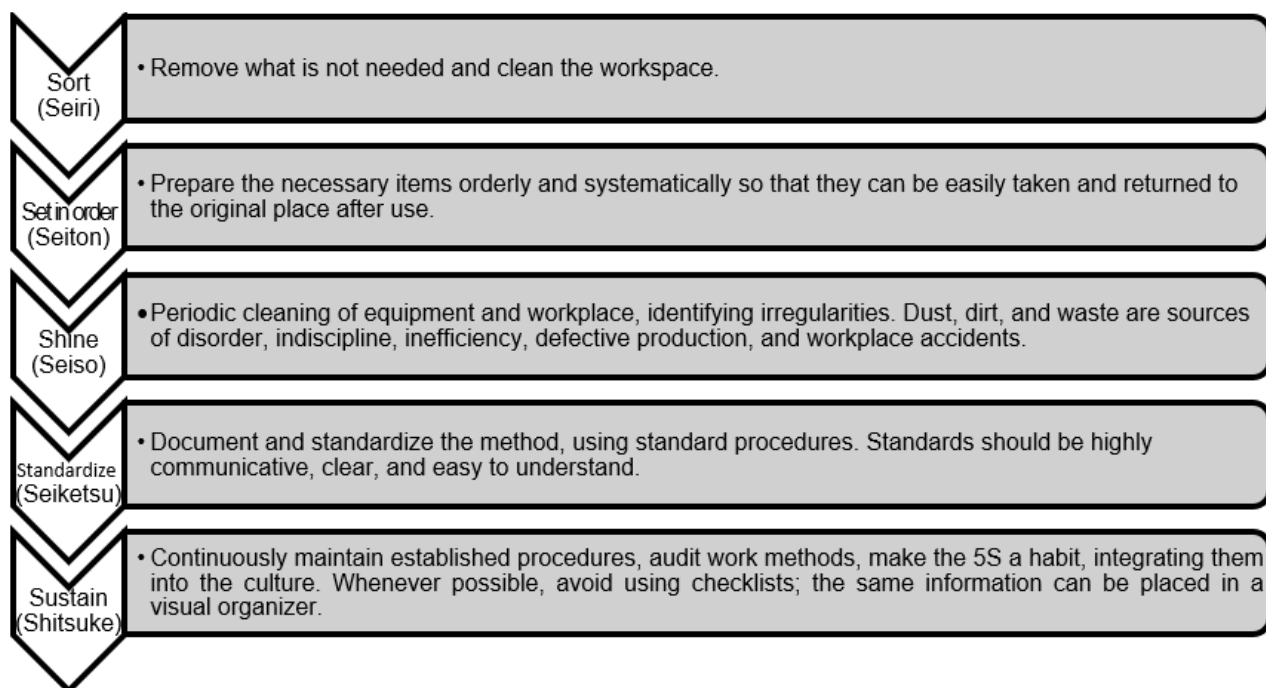 Sort
(Seiri)
• Remove what is not needed and clean the workspace.
Set in order
(Seiton)
• Prepare the necessary items orderly and systematically so that they can be easily taken and returned to
the original place after use.
Shine
(Seiso)
•Periodic cleaning of equipment and workplace, identifying irregularities. Dust, dirt, and waste are sources
of disorder, indiscipline, inefficiency, defective production, and workplace accidents.
Standardize
(Seiketsu)
• Document and standardize the method, using standard procedures. Standards should be highly
communicative, clear, and easy to understand.
Sustain
(Shitsuke)
• Continuously maintain established procedures, audit work methods, make the 5S a habit, integrating them
into the culture. Whenever possible, avoid using checklists; the same information can be placed in a
visual organizer.